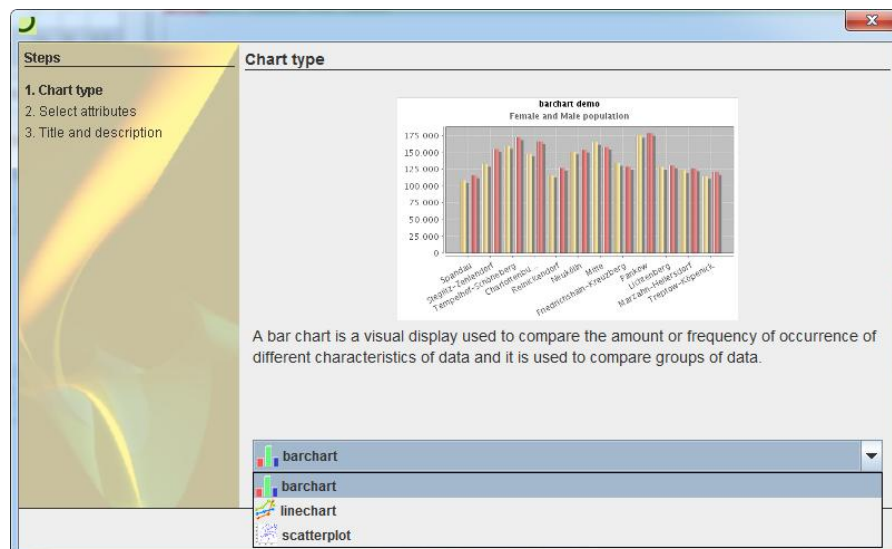 Steps
1. Chart type
2. Select attributes
3. Title and description
Chart type
barchart demo
Female and Male population
175 000
150 000
125 000
100 000
75 000
50 000
25 000
0
Spandau
Steglitz-Zehlendorf
Tempelhof-Schöneberg
Charlottenbu...
Reinickendorf
Neukölln
Mitte
Friedrichshain-Kreuzberg
Pankow
Lichtenberg
Marzahn-Hellersdorf
Treptow-Köpenick
A bar chart is a visual display used to compare the amount or frequency of occurrence of
different characteristics of data and it is used to compare groups of data.
barchart
barchart
linechart
scatterplot